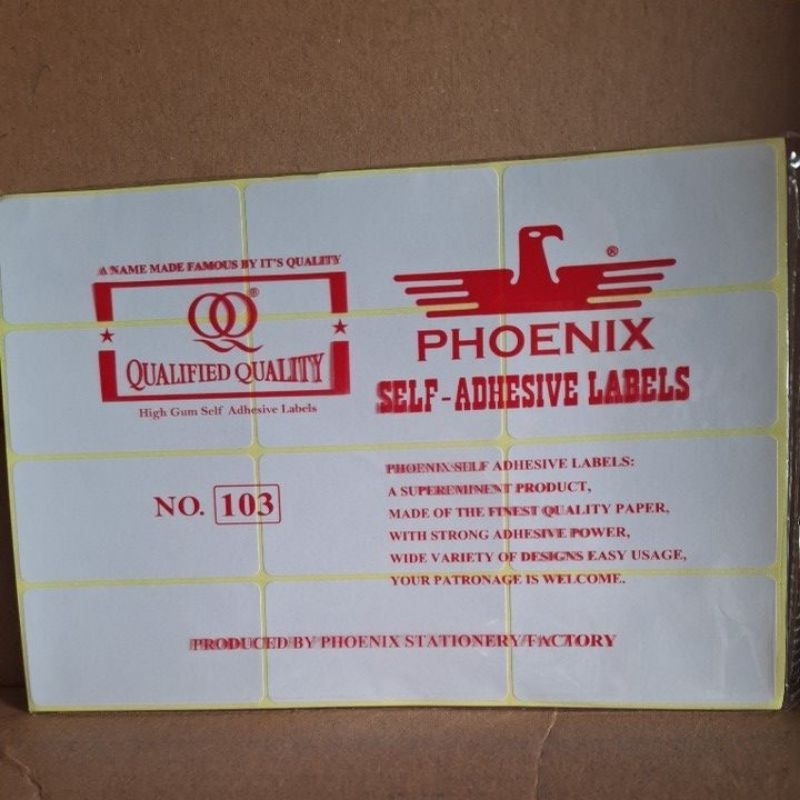 A NAME MADE FAMOUS BY IT'S QUALITY
QQ®
QUALIFIED QUALITY
High Gum Self Adhesive Labels
NO. 103
®
PHOENIX
SELF-ADHESIVE LABELS
PHOENIX SELF ADHESIVE LABELS:
A SUPEREMINENT PRODUCT,
MADE OF THE FINEST QUALITY PAPER,
WITH STRONG ADHESIVE POWER,
WIDE VARIETY OF DESIGNS EASY USAGE,
YOUR PATRONAGE IS WELCOME.
PRODUCED BY PHOENIX STATIONERY FACTORY